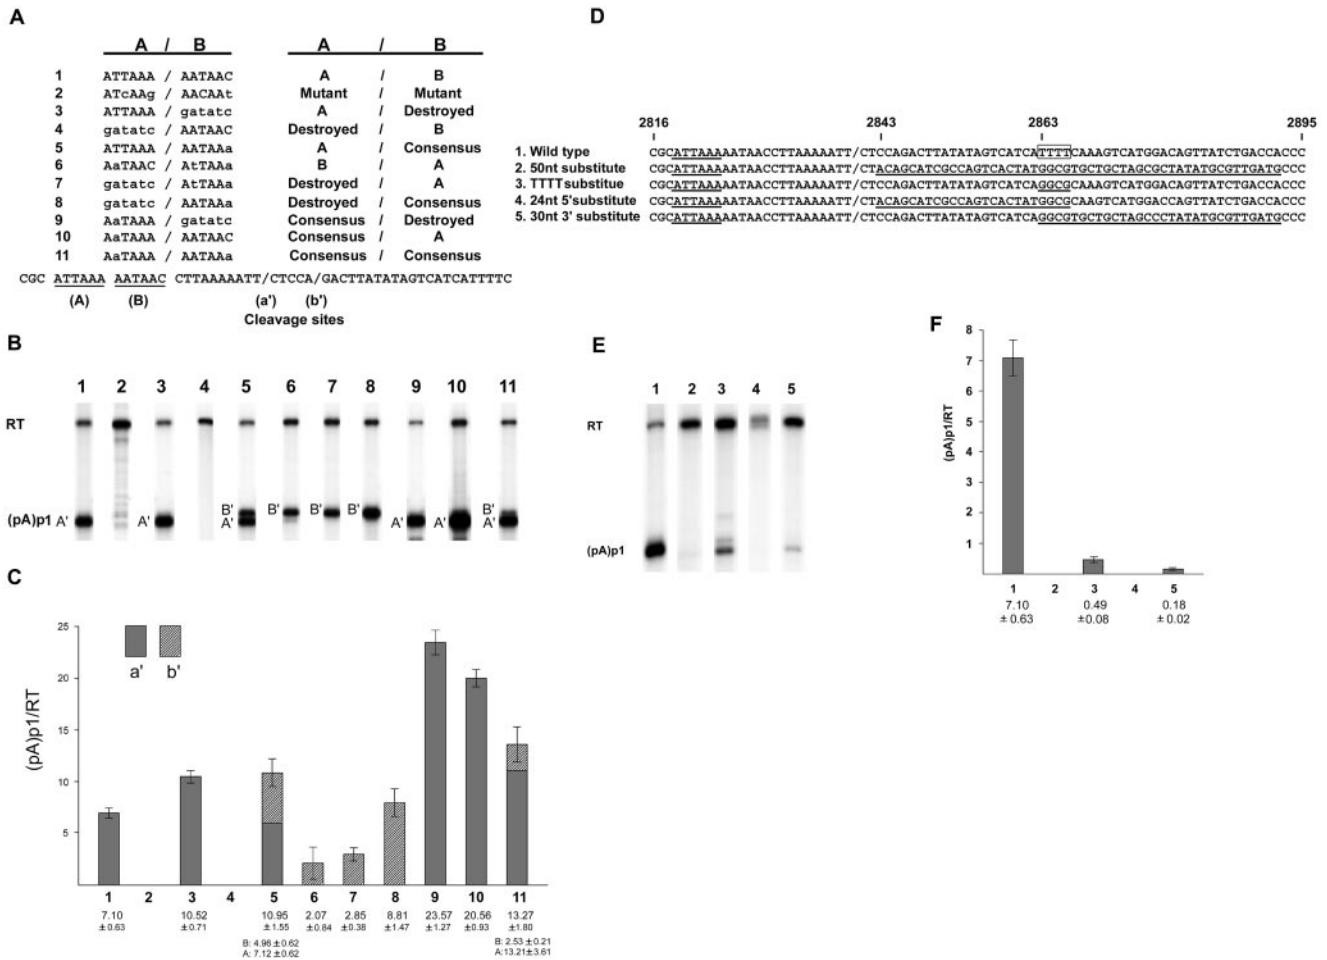 A
A / B A / B
1 ATTAAA / AATAAC A / B
2 ATcAAg / AACAAt Mutant / Mutant
3 ATTAAA / gatatc A / Destroyed
4 gatatc / AATAAC Destroyed / B
5 ATTAAA / AATAAa A / Consensus
6 AaTAAC / AtTAAa B / A
7 gatatc / AtTAAa Destroyed / A
8 gatatc / AATAAa Destroyed / Consensus
9 AaTAAA / gatatc Consensus / Destroyed
10 AaTAAA / AATAAC Consensus / A
11 AaTAAA / AATAAa Consensus / Consensus
CGC ATTAAA AATAAC CTTAAAAATT/CTCCA/GACTTATATAGTCATCATTTTC
(A) (B) (a') (b')
Cleavage sites
B
1 2 3 4 5 6 7 8 9 10 11
RT
B' B' B' B' B'
(pA)p1 A' A' A' A' A' A'
C
(pA)p1/RT
25
20
15
10
5
a' b'
1 2 3 4 5 6 7 8 9 10 11
7.10 10.52 10.95 2.07 2.85 8.81 23.57 20.56 13.27
±0.63 ±0.71 ±1.55 ±0.84 ±0.38 ±1.47 ±1.27 ±0.93 ±1.80
B: 4.96±0.62 B: 2.53±0.21
A: 7.12±0.62 A:13.21±3.61
D
2816 2843 2863 2895
1. Wild type CGCATTAAAAATAACCTTAAAAATT/CTCCAGACTTATATAGTCATCATTTTCAAAGTCATGGACAGTTATCTGACCACCC
2. 50nt substitute CGCATTAAAAATAACCTTAAAAATT/CTACAGCATCGCCAGTCACTATGGCGTGCTGCTAGCGCTATATGCGTTGATGCCC
3. TTTTsubstitue CGCATTAAAAATAACCTTAAAAATT/CTCCAGACTTATATAGTCATCAGGCGCAAAGTCATGGACAGTTATCTGACCACCC
4. 24nt 5'substitute CGCATTAAAAATAACCTTAAAAATT/CTACAGCATCGCCAGTCACTATGGCGCAAGTCATGGACCAGTTATCTGACCACCC
5. 30nt 3' substitute CGCATTAAAAATAACCTTAAAAATT/CTCCAGACTTATATAGTCATCAGGCGTGCTGCTAGCCCTATATGCGTTGATGCCC
E
1 2 3 4 5
RT
(pA)p1
F
(pA)p1/RT
8
7
6
5
4
3
2
1
1 2 3 4 5
7.10 0.49 0.18
± 0.63 ±0.08 ± 0.02